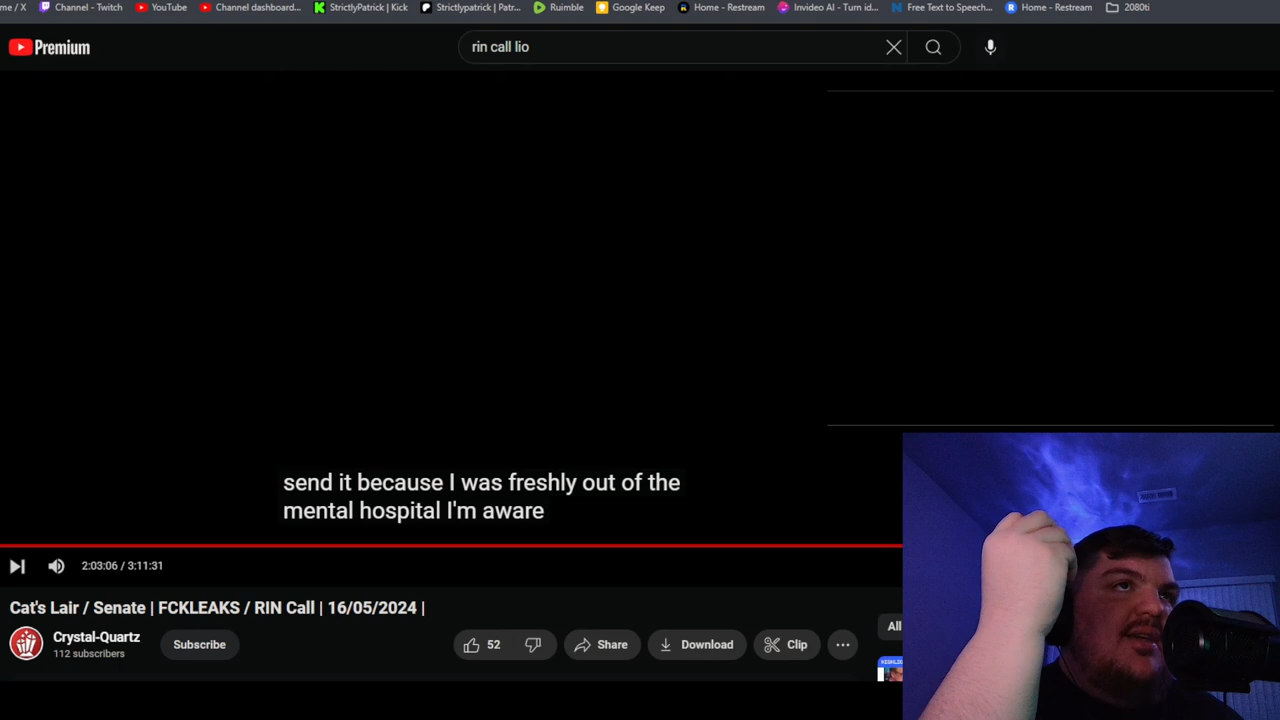 me / X Channel - Twitch YouTube Channel dashboard... StrictlyPatrick | Kick Strictlypatrick | Patr... Rumble Google Keep Home - Restream Invideo AI - Turn id... Free Text to Speech... Home - Restream 2080ti
Premium
rin call lio
send it because I was freshly out of the
mental hospital I'm aware
2:03:06 / 3:11:31
Cat's Lair / Senate | FCKLEAKS / RIN Call | 16/05/2024 |
All
Crystal-Quartz
112 subscribers
Subscribe
52
Share
Download
Clip